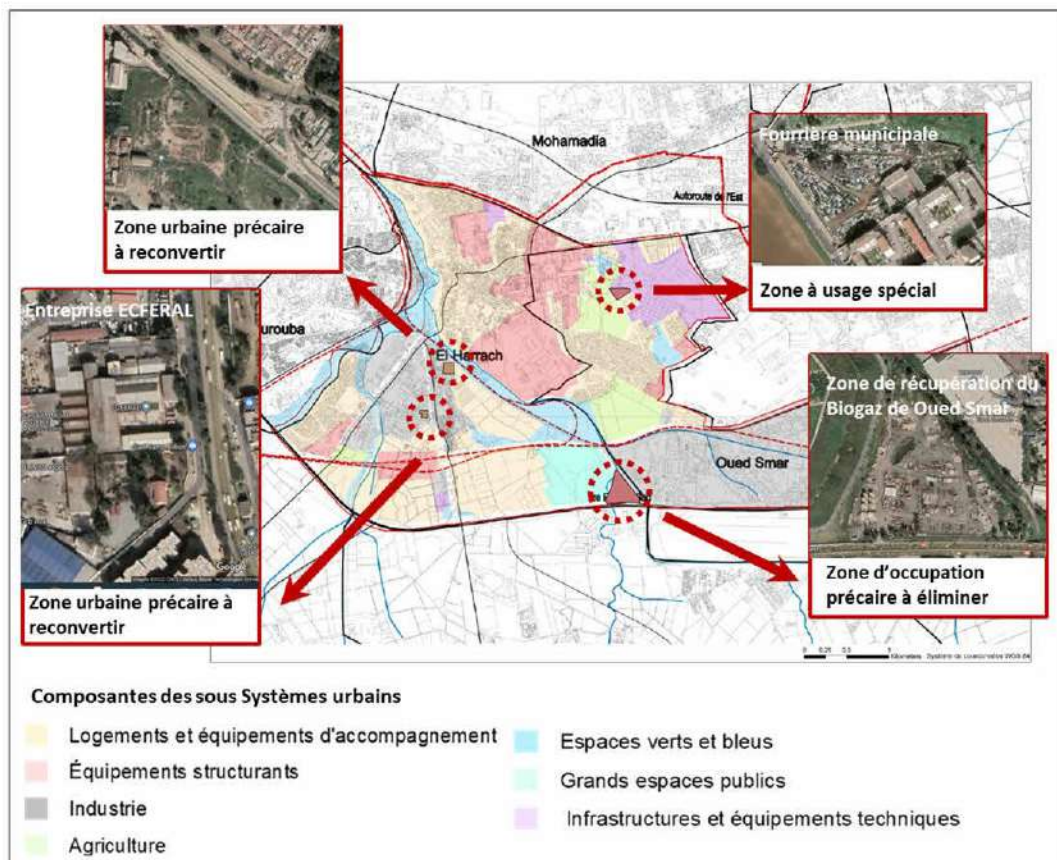 Zone urbaine précaire
à reconvertir
Mohamadia
Autoroute de l'Est
Fourrière municipale
Zone à usage spécial
Entreprise ECFERAL
urouba
El Harrach
Zone de récupération du
Biogaz de Oued Smar
Oued Smar
Zone urbaine précaire à
reconvertir
Zone d'occupation
précaire à éliminer
Composantes des sous Systèmes urbains
Logements et équipements d'accompagnement
Équipements structurants
Industrie
Agriculture
Espaces verts et bleus
Grands espaces publics
Infrastructures et équipements techniques